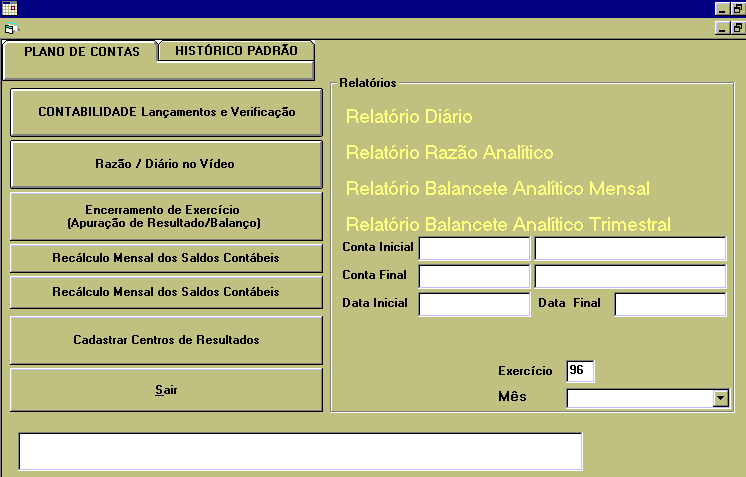 PLANO DE CONTAS
HISTÓRICO PADRÃO
CONTABILIDADE Lançamentos e Verificação
Razão / Diário no Vídeo
Encerramento de Exercício
(Apuração de Resultado/Balanço)
Recálculo Mensal dos Saldos Contábeis
Recálculo Mensal dos Saldos Contábeis
Cadastrar Centros de Resultados
Sair
Relatórios
Relatório Diário
Relatório Razão Analítico
Relatório Balancete Analítico Mensal
Relatório Balancete Analítico Trimestral
Conta Inicial
Conta Final
Data Inicial
Data Final
Exercício 96
Mês